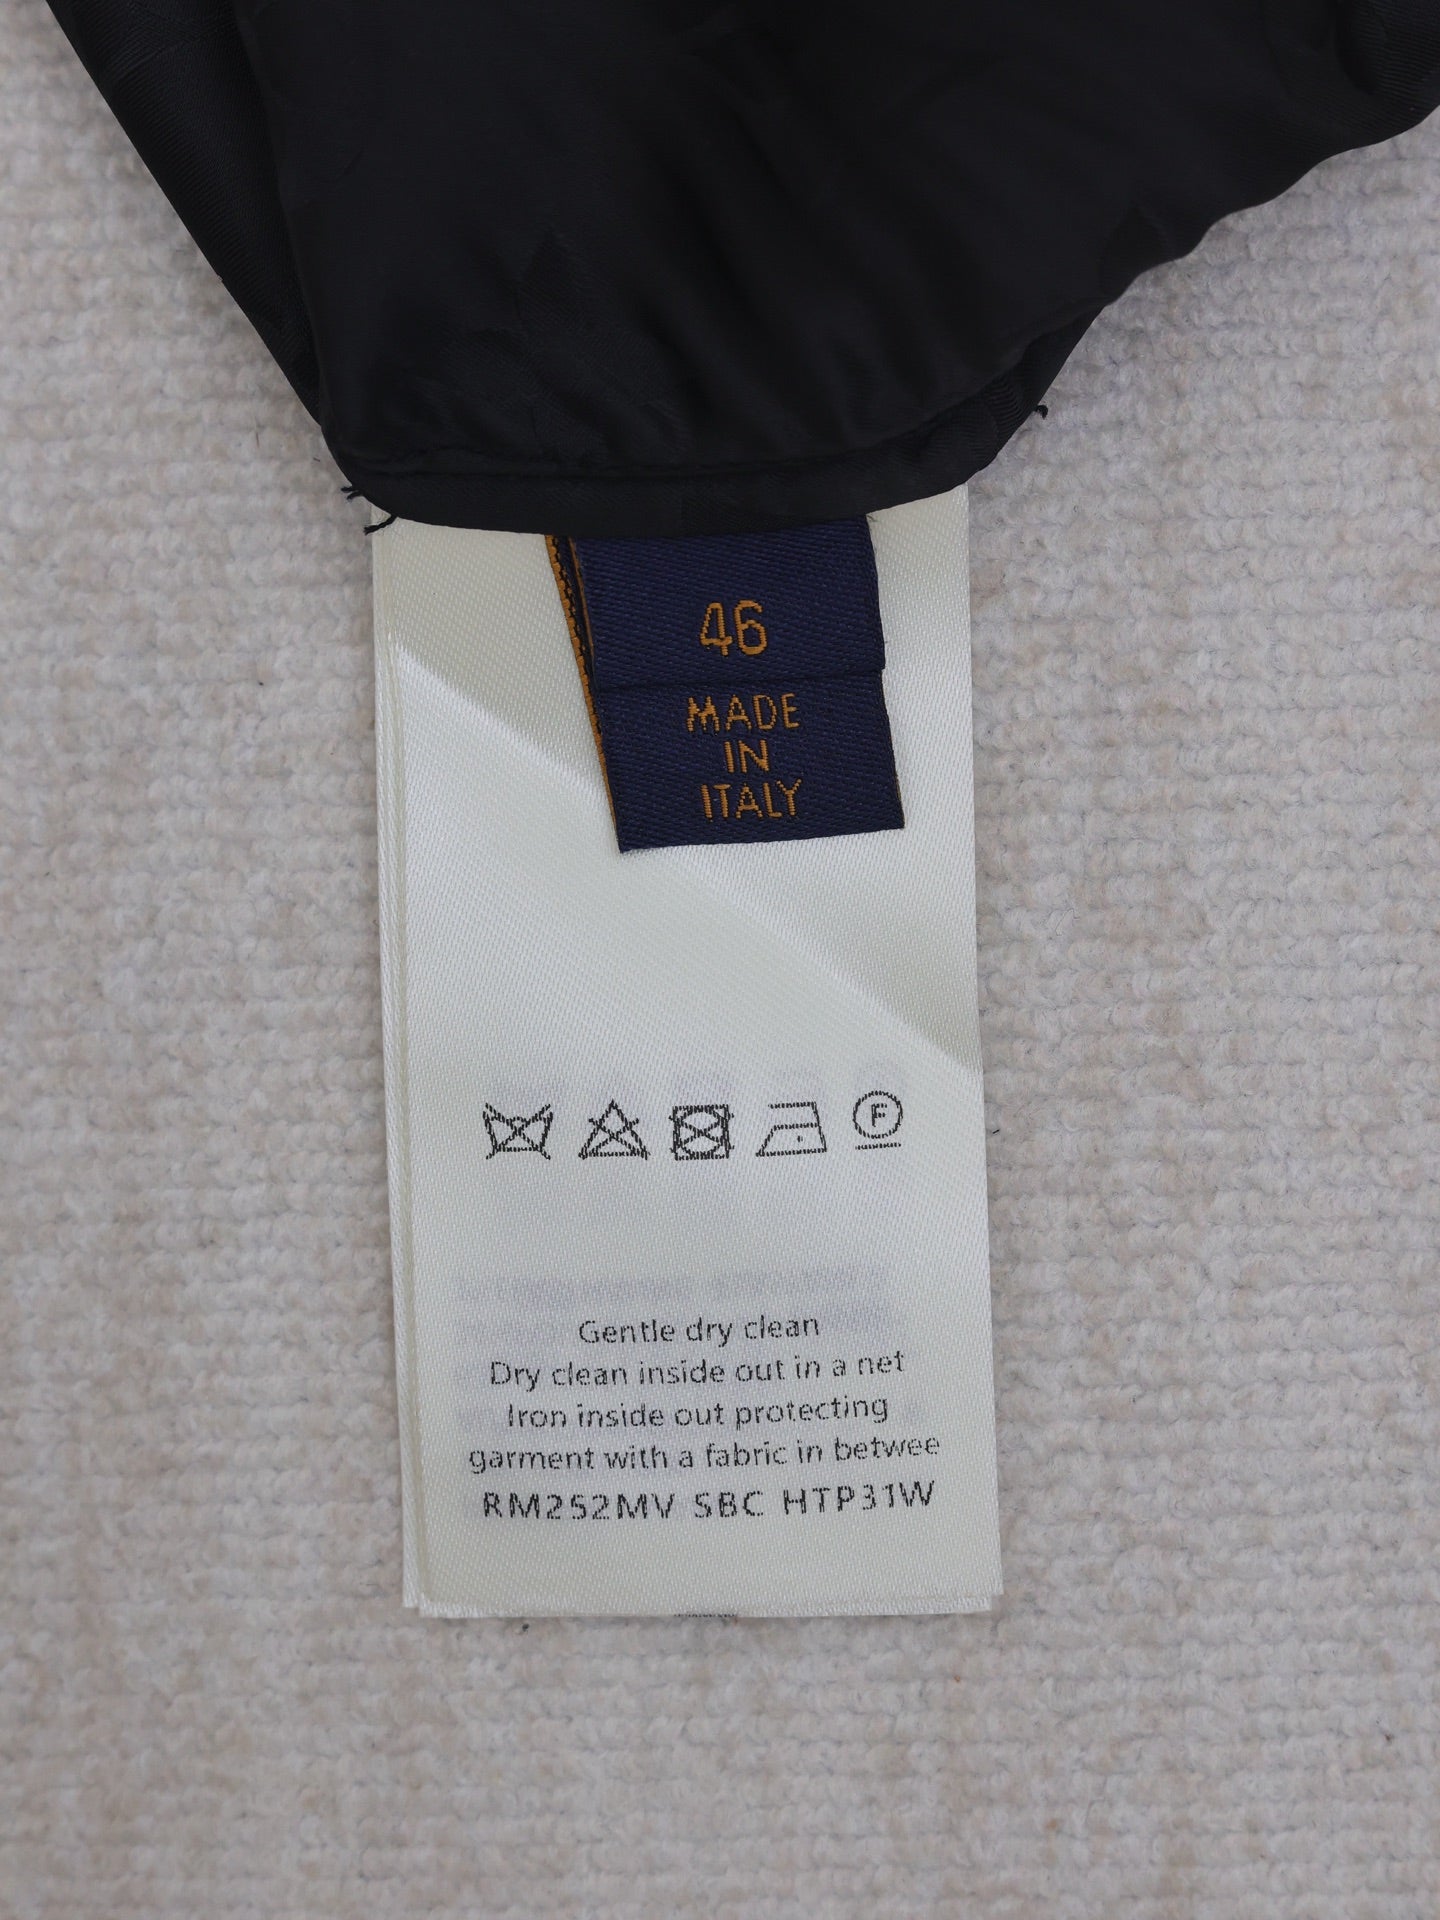 46
MADE
IN
ITALY
F
Gentle dry clean
Dry clean inside out in a net
Iron inside out protecting
garment with a fabric in betwee
RM252MV SBC HTP31W